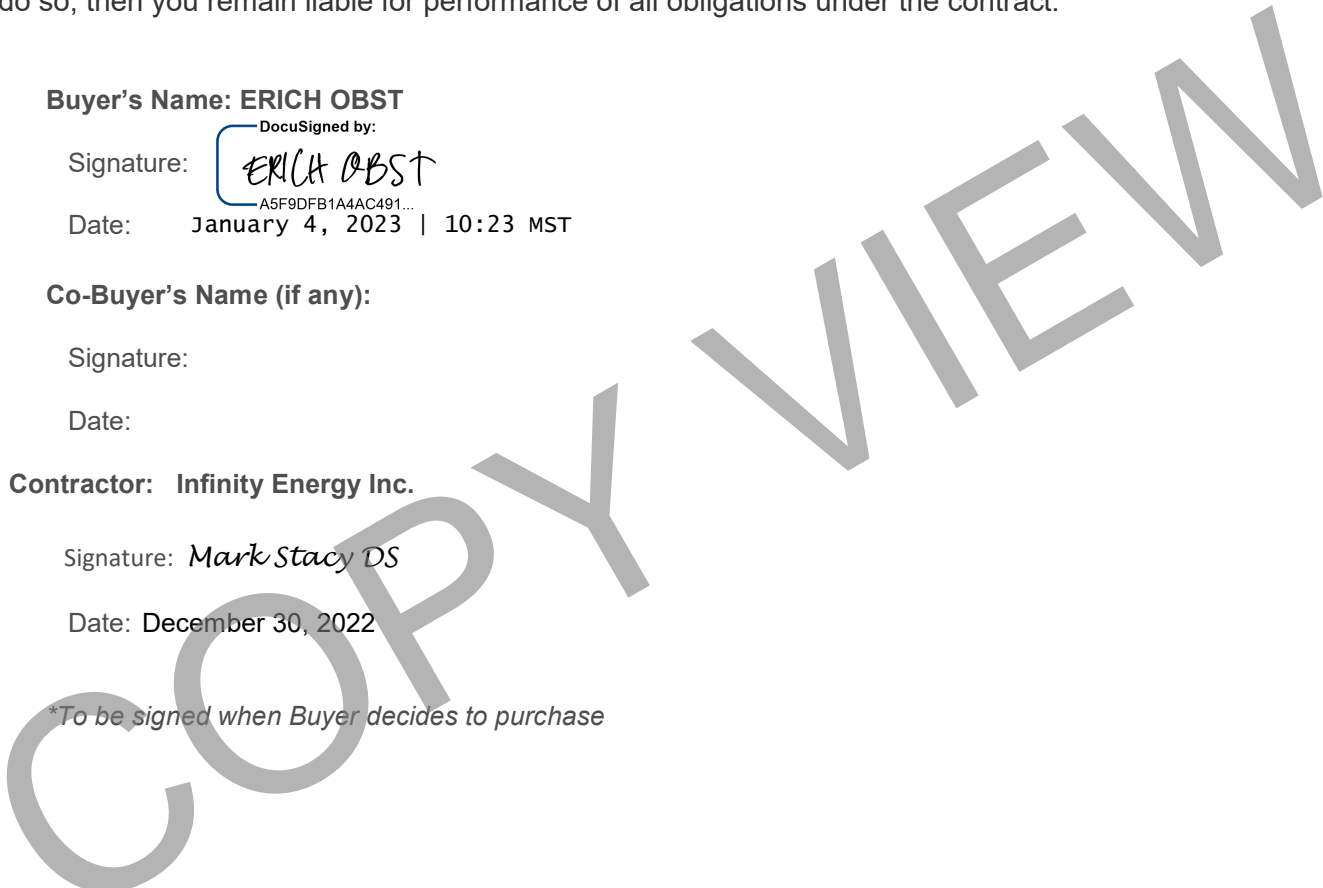 do so, then you remain liable for performance of all obligations under the contract.
Buyer's Name: ERICH OBST
DocuSigned by:
Signature: ERICH OBST
A5F9DFB1A4AC491...
Date: January 4, 2023 | 10:23 MST
Co-Buyer's Name (if any):
Signature:
Date:
Contractor: Infinity Energy Inc.
Signature: Mark Stacy DS
Date: December 30, 2022
*To be signed when Buyer decides to purchase
COPY VIEW